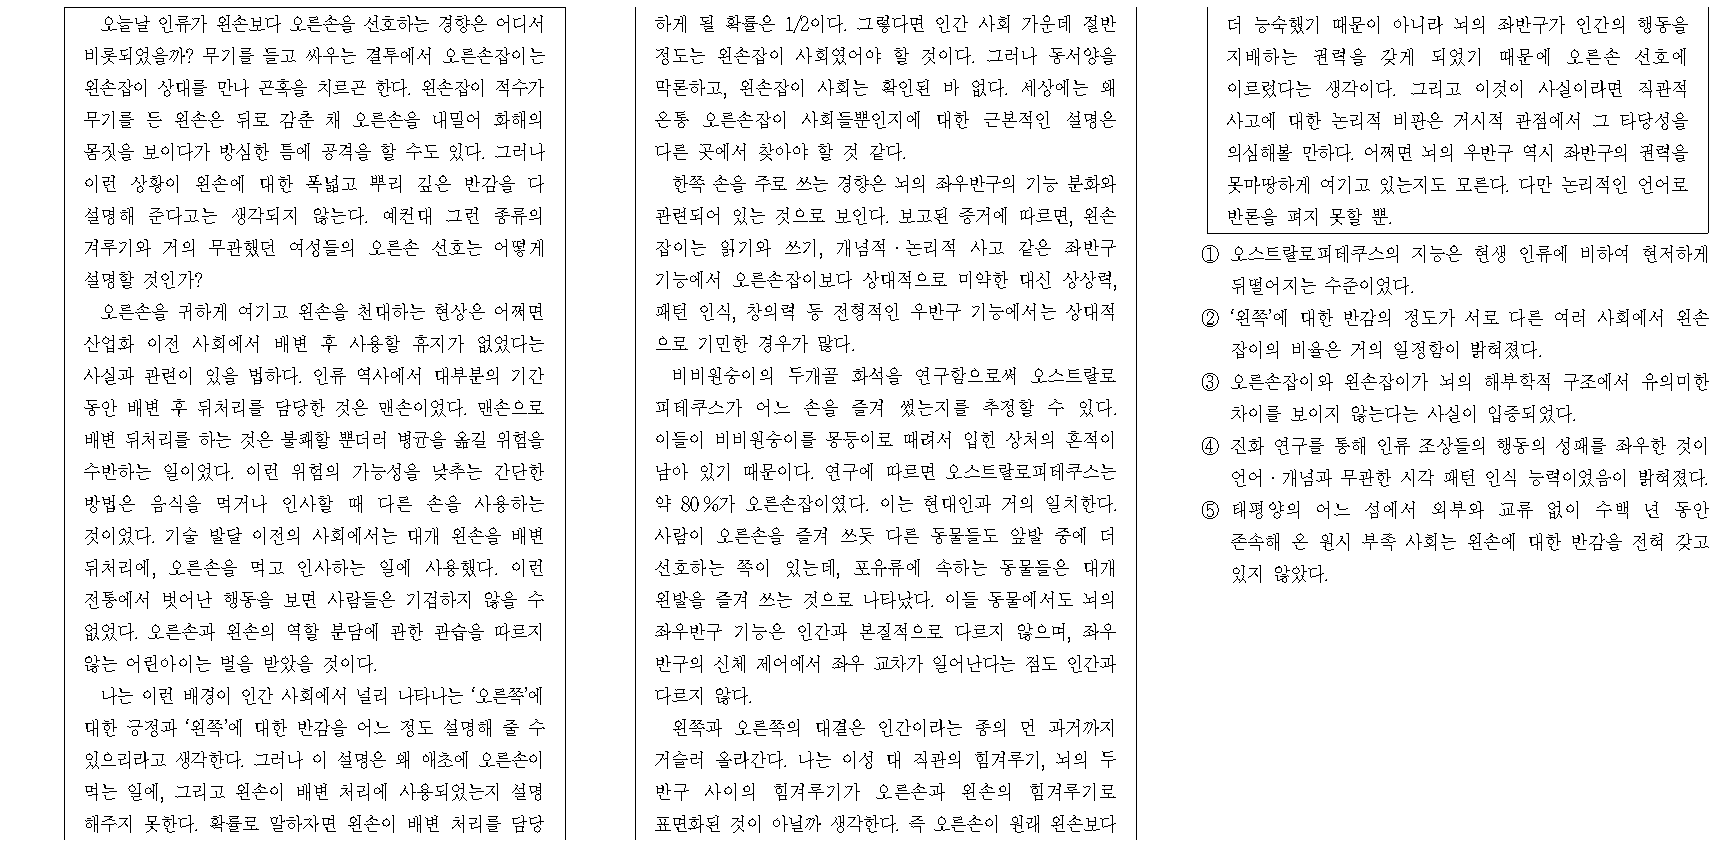 오늘날 인류가 왼손보다 오른손을 선호하는 경향은 어디서
비롯되었을까? 무기를 들고 싸우는 결투에서 오른손잡이는
왼손잡이 상대를 만나 곤혹을 치르곤 한다. 왼손잡이 적수가
무기를 든 왼손은 뒤로 감춘 채 오른손을 내밀어 화해의
몸짓을 보이다가 방심한 틈에 공격을 할 수도 있다. 그러나
이런 상황이 왼손에 대한 폭넓고 뿌리 깊은 반감을 다
설명해 준다고는 생각되지 않는다. 예컨대 그런 종류의
겨루기와 거의 무관했던 여성들의 오른손 선호는 어떻게
설명할 것인가?
오른손을 귀하게 여기고 왼손을 천대하는 현상은 어쩌면
산업화 이전 사회에서 배변 후 사용할 휴지가 없었다는
사실과 관련이 있을 법하다. 인류 역사에서 대부분의 기간
동안 배변 후 뒤처리를 담당한 것은 맨손이었다. 맨손으로
배변 뒤처리를 하는 것은 불쾌할 뿐더러 병균을 옮길 위험을
수반하는 일이었다. 이런 위험의 가능성을 낮추는 간단한
방법은 음식을 먹거나 인사할 때 다른 손을 사용하는
것이었다. 기술 발달 이전의 사회에서는 대개 왼손을 배변
뒤처리에, 오른손을 먹고 인사하는 일에 사용했다. 이런
전통에서 벗어난 행동을 보면 사람들은 기겁하지 않을 수
없었다. 오른손과 왼손의 역할 분담에 관한 관습을 따르지
않는 어린아이는 벌을 받았을 것이다.
나는 이런 배경이 인간 사회에서 널리 나타나는 ‘오른쪽’에
대한 긍정과 ‘왼쪽’에 대한 반감을 어느 정도 설명해 줄 수
있으리라고 생각한다. 그러나 이 설명은 왜 애초에 오른손이
먹는 일에, 그리고 왼손이 배변 처리에 사용되었는지 설명
해주지 못한다. 확률로 말하자면 왼손이 배변 처리를 담당
하게 될 확률은 1/2이다. 그렇다면 인간 사회 가운데 절반
정도는 왼손잡이 사회였어야 할 것이다. 그러나 동서양을
막론하고, 왼손잡이 사회는 확인된 바 없다. 세상에는 왜
온통 오른손잡이 사회들뿐인지에 대한 근본적인 설명은
다른 곳에서 찾아야 할 것 같다.
한쪽 손을 주로 쓰는 경향은 뇌의 좌우반구의 기능 분화와
관련되어 있는 것으로 보인다. 보고된 증거에 따르면, 왼손
잡이는 읽기와 쓰기, 개념적·논리적 사고 같은 좌반구
기능에서 오른손잡이보다 상대적으로 미약한 대신 상상력,
패턴 인식, 창의력 등 전형적인 우반구 기능에서는 상대적
으로 기민한 경우가 많다.
비비원숭이의 두개골 화석을 연구함으로써 오스트랄로
피테쿠스가 어느 손을 즐겨 썼는지를 추정할 수 있다.
이들이 비비원숭이를 몽둥이로 때려서 입힌 상처의 흔적이
남아 있기 때문이다. 연구에 따르면 오스트랄로피테쿠스는
약 80%가 오른손잡이였다. 이는 현대인과 거의 일치한다.
사람이 오른손을 즐겨 쓰듯 다른 동물들도 앞발 중에 더
선호하는 쪽이 있는데, 포유류에 속하는 동물들은 대개
왼발을 즐겨 쓰는 것으로 나타났다. 이들 동물에서도 뇌의
좌우반구 기능은 인간과 본질적으로 다르지 않으며, 좌우
반구의 신체 제어에서 좌우 교차가 일어난다는 점도 인간과
다르지 않다.
왼쪽과 오른쪽의 대결은 인간이라는 종의 먼 과거까지
거슬러 올라간다. 나는 이성 대 직관의 힘겨루기, 뇌의 두
반구 사이의 힘겨루기가 오른손과 왼손의 힘겨루기로
표면화된 것이 아닐까 생각한다. 즉 오른손이 원래 왼손보다
더 능숙했기 때문이 아니라 뇌의 좌반구가 인간의 행동을
지배하는 권력을 갖게 되었기 때문에 오른손 선호에
이르렀다는 생각이다. 그리고 이것이 사실이라면 직관적
사고에 대한 논리적 비판은 거시적 관점에서 그 타당성을
의심해볼 만하다. 어쩌면 뇌의 우반구 역시 좌반구의 권력을
못마땅하게 여기고 있는지도 모른다. 다만 논리적인 언어로
반론을 펴지 못할 뿐.
① 오스트랄로피테쿠스의 지능은 현생 인류에 비하여 현저하게
뒤떨어지는 수준이었다.
② ‘왼쪽’에 대한 반감의 정도가 서로 다른 여러 사회에서 왼손
잡이의 비율은 거의 일정함이 밝혀졌다.
③ 오른손잡이와 왼손잡이가 뇌의 해부학적 구조에서 유의미한
차이를 보이지 않는다는 사실이 입증되었다.
④ 진화 연구를 통해 인류 조상들의 행동의 성패를 좌우한 것이
언어·개념과 무관한 시각 패턴 인식 능력이었음이 밝혀졌다.
⑤ 태평양의 어느 섬에서 외부와 교류 없이 수백 년 동안
존속해 온 원시 부족 사회는 왼손에 대한 반감을 전혀 갖고
있지 않았다.